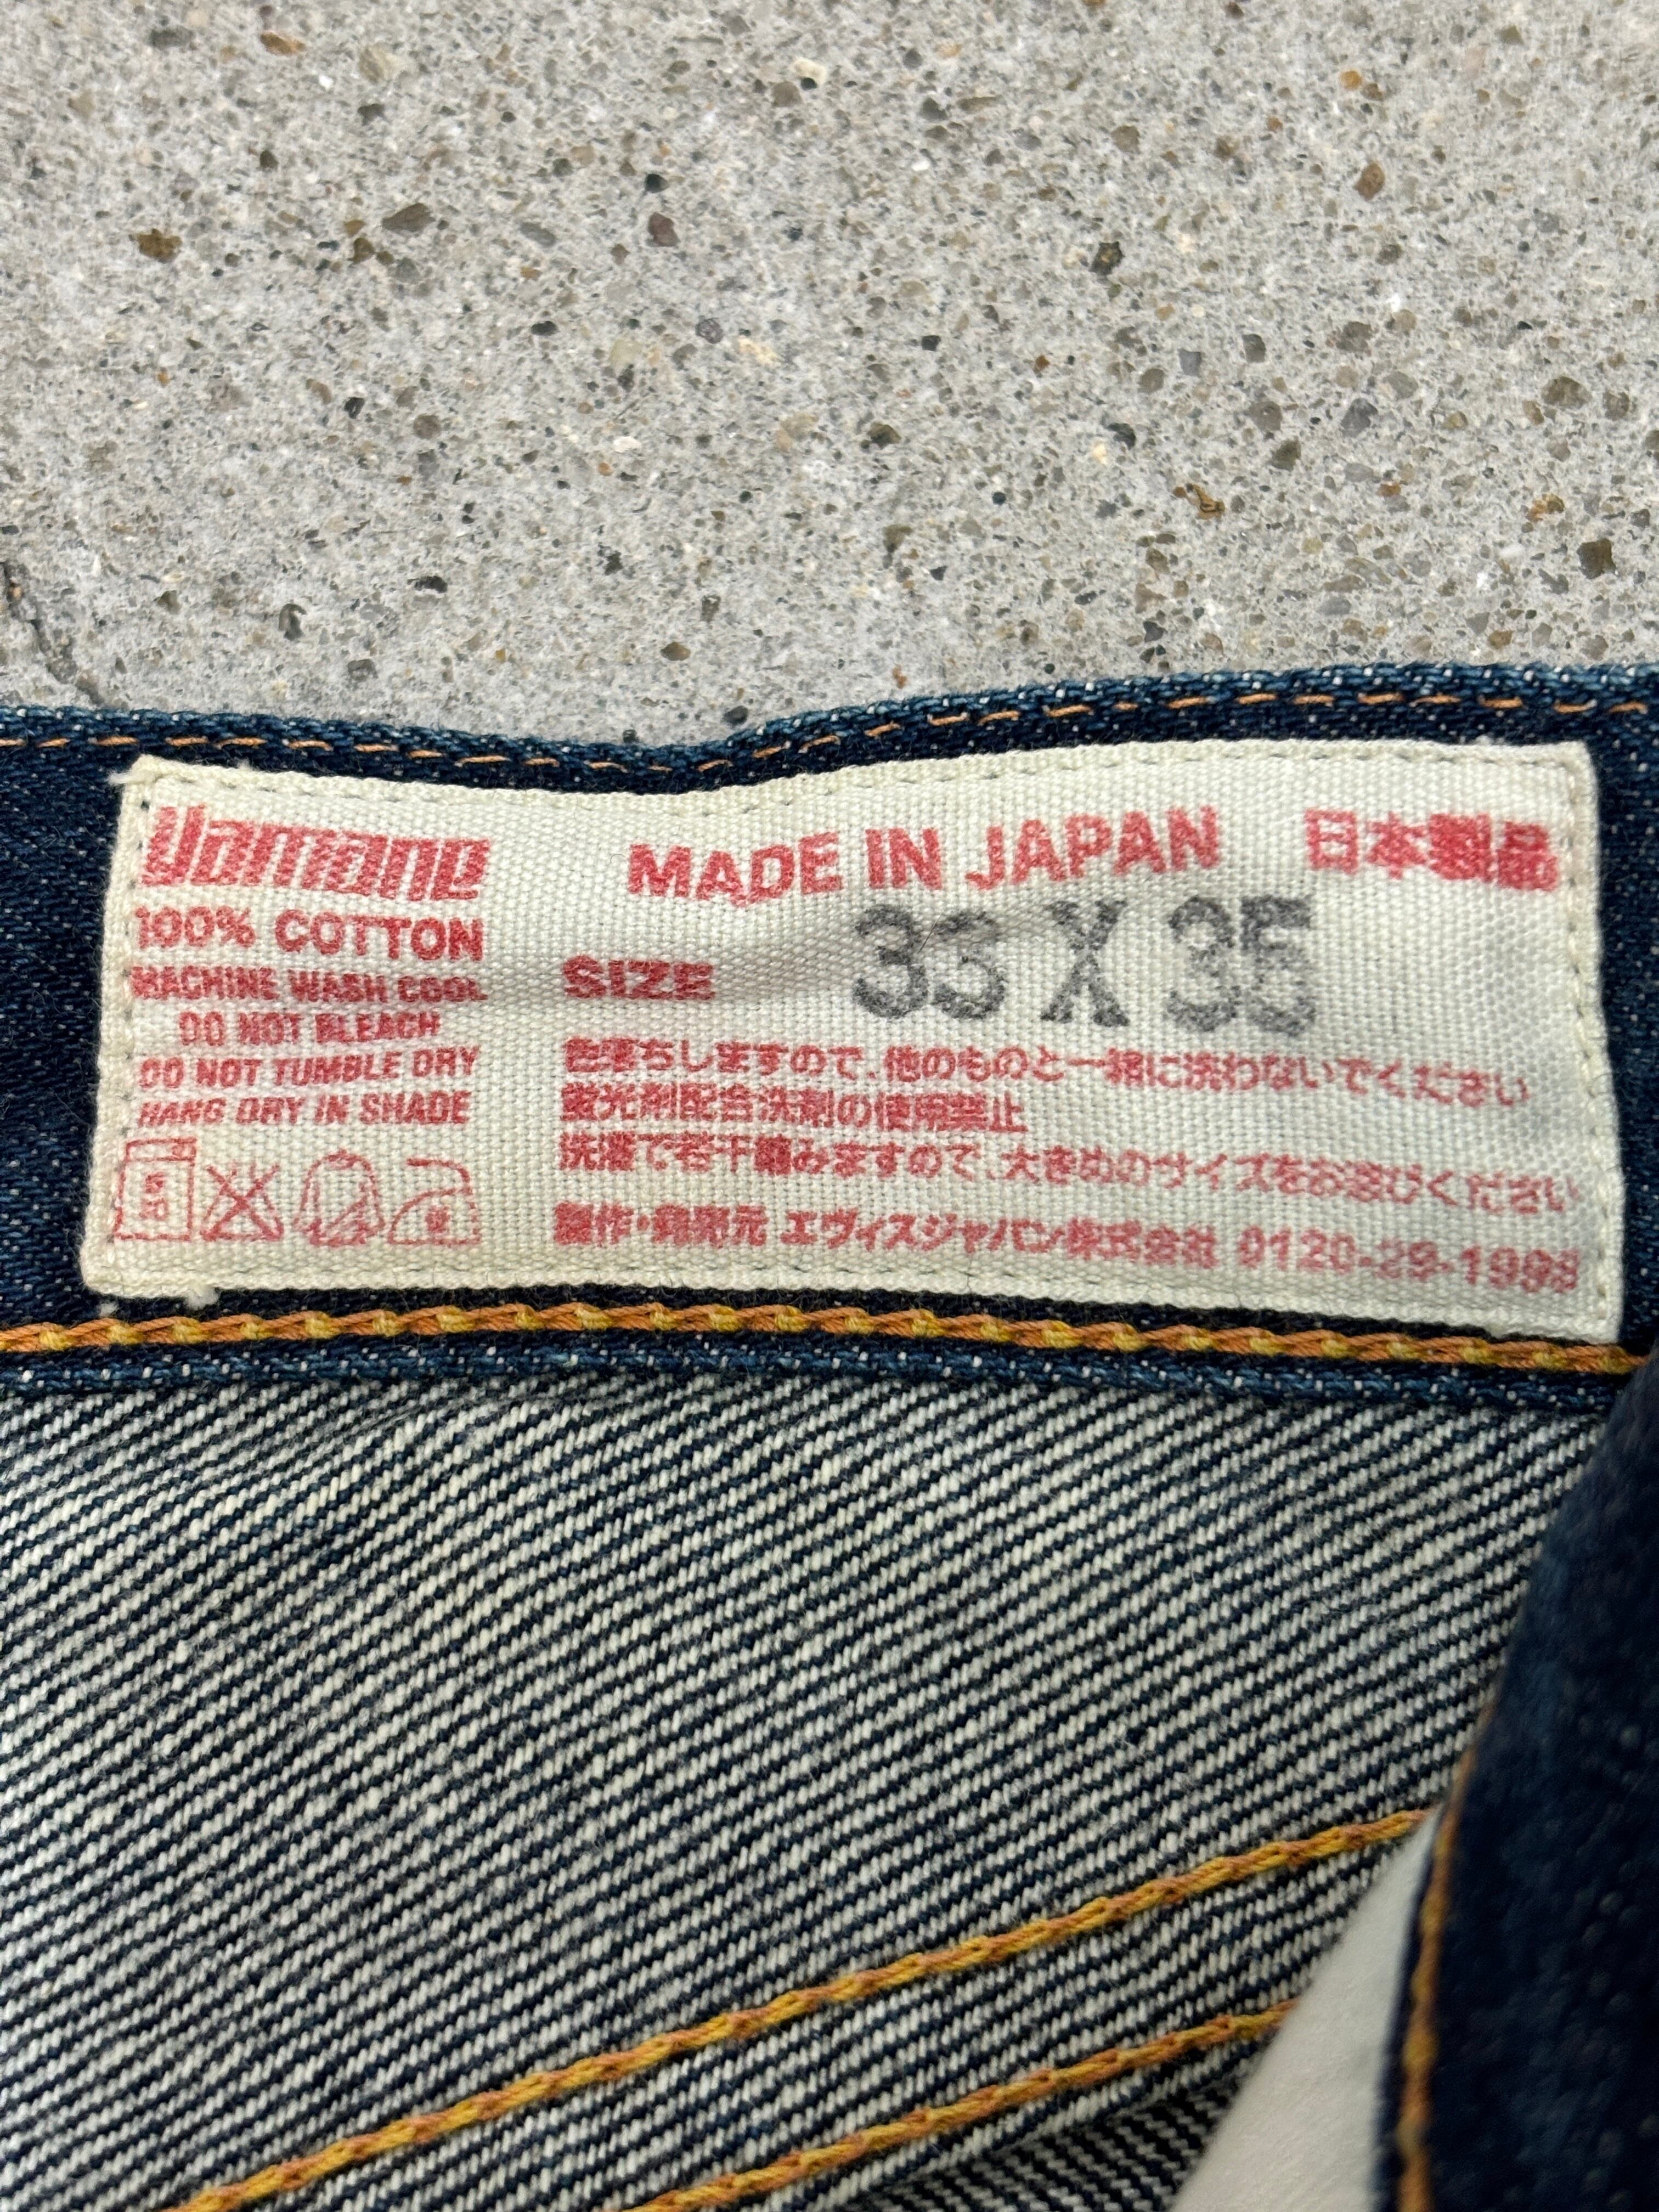 Yamane
100% COTTON
MACHINE WASH COOL
DO NOT BLEACH
DO NOT TUMBLE DRY
HANG DRY IN SHADE
MADE IN JAPAN 日本製品
SIZE 33 X 35
色落ちしますので、他のものと一緒に洗わないでください
蛍光剤配合洗剤の使用禁止
洗濯で若干縮みますので、大きめのサイズをお選びください
製作・発売元 エヴィスジャパン株式会社 0120-29-1998